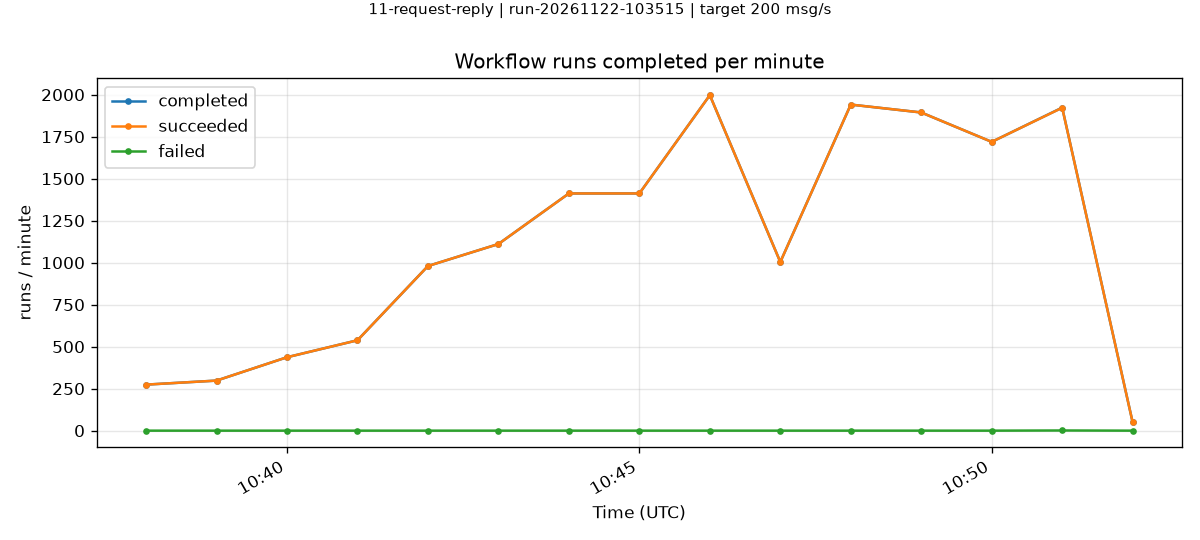 11-request-reply | run-20261122-103515 | target 200 msg/s
Workflow runs completed per minute
completed
succeeded
failed
2000
1750
1500
1250
1000
750
500
250
0
runs / minute
10:40
10:45
10:50
Time (UTC)